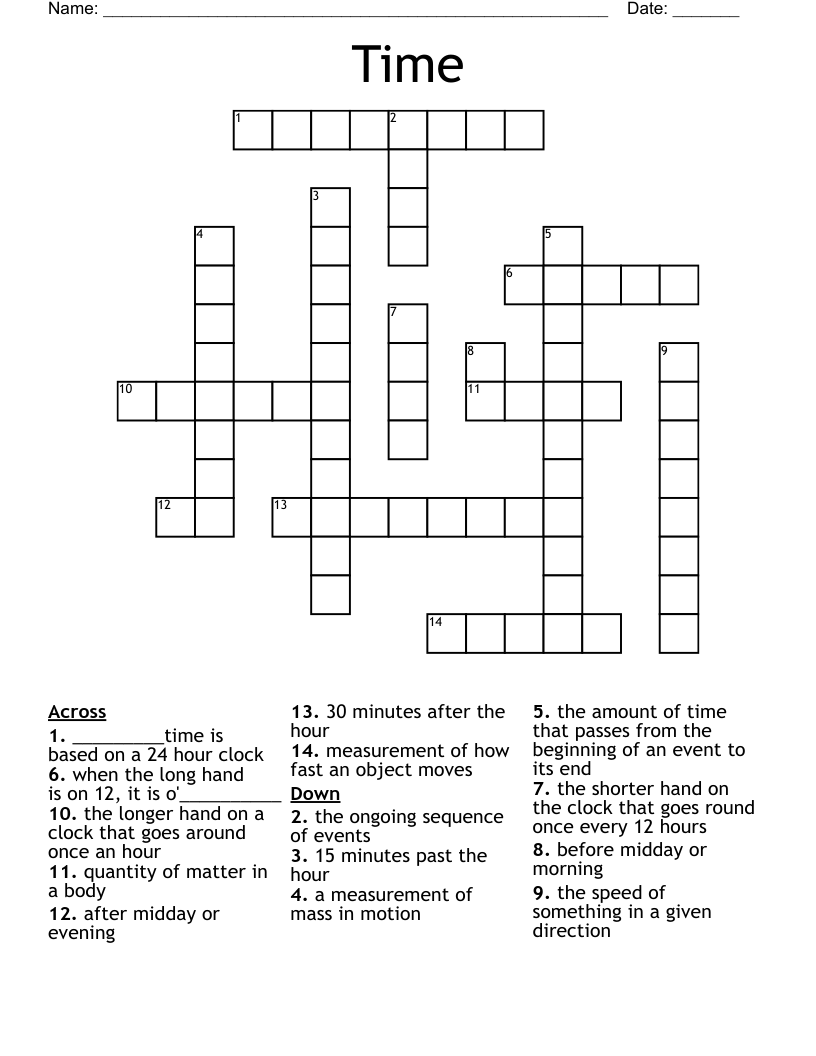 Name: ______________________________________________________ Date: _______
Time
1
2
3
4
5
6
7
8
9
10
11
12
13
14
Across
1. _________time is
based on a 24 hour clock
6. when the long hand
is on 12, it is o'__________
10. the longer hand on a
clock that goes around
once an hour
11. quantity of matter in
a body
12. after midday or
evening
13. 30 minutes after the
hour
14. measurement of how
fast an object moves
Down
2. the ongoing sequence
of events
3. 15 minutes past the
hour
4. a measurement of
mass in motion
5. the amount of time
that passes from the
beginning of an event to
its end
7. the shorter hand on
the clock that goes round
once every 12 hours
8. before midday or
morning
9. the speed of
something in a given
direction